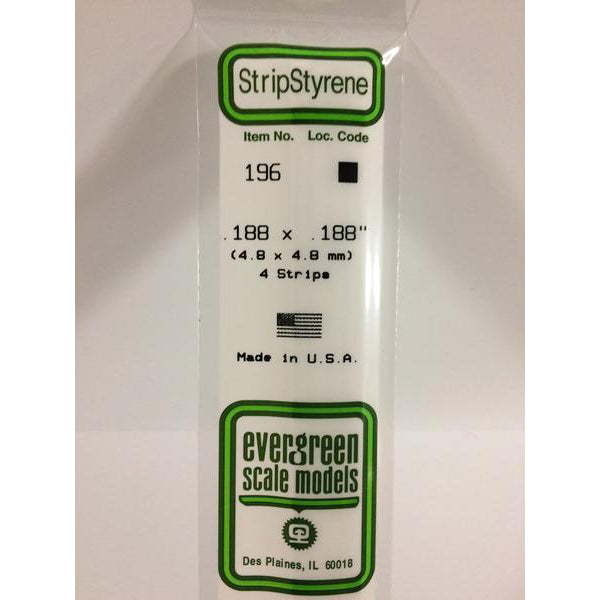 StripStyrene
Item No. Loc. Code
196
.188 x .188"
(4.8 x 4.8 mm)
4 Strips
Made in U.S.A.
evergreen
scale models
Des Plaines, IL 60018